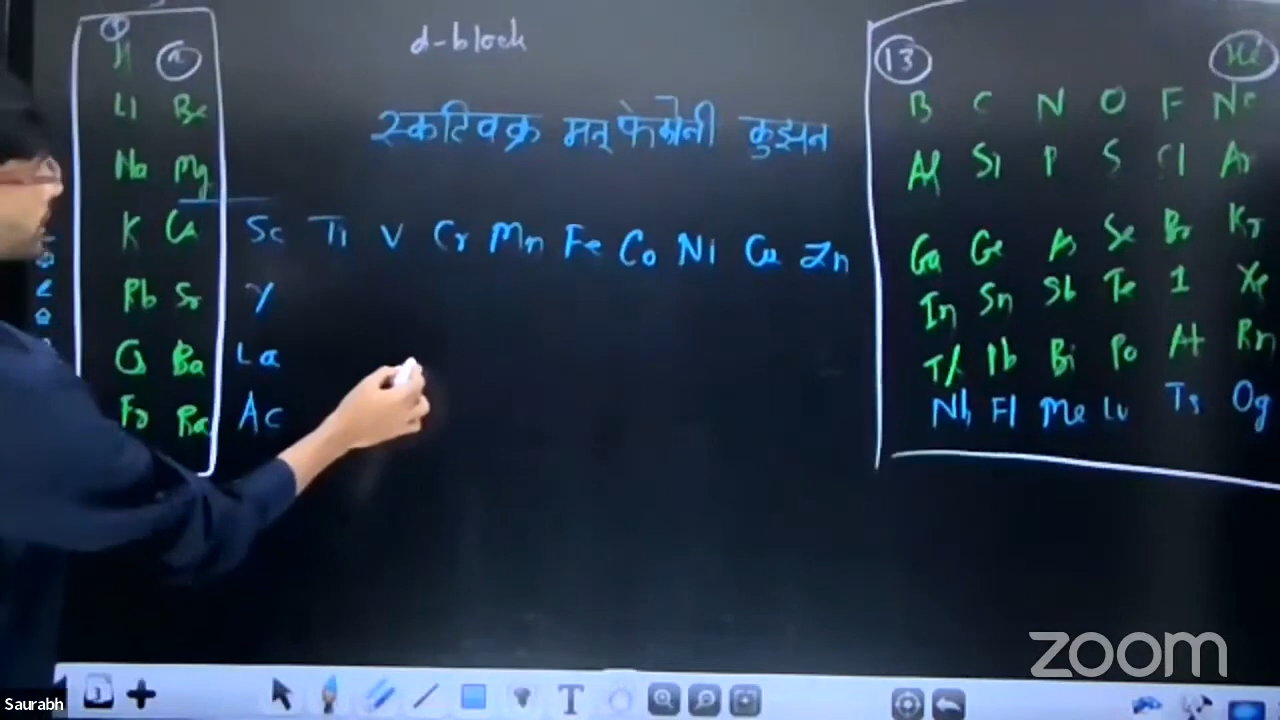 d-block
1
H 2 13 He
Li Be B C N O F Ne
स्कटिवक्र मन् फेकोनी कुझन
Na Mg Al Si P S Cl Ar
K Ca Sc Ti V Cr Mn Fe Co Ni Cu Zn Ga Ge As Se Br Kr
Rb Sr Y In Sn Sb Te I Xe
Cs Ba La Tl Pb Bi Po At Rn
Fr Ra Ac Nh Fl Mc Lv Ts Og
zoom
Saurabh